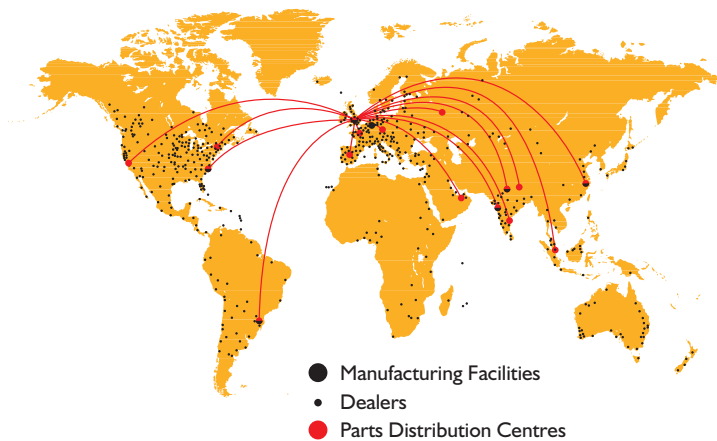 Manufacturing Facilities
Dealers
Parts Distribution Centres